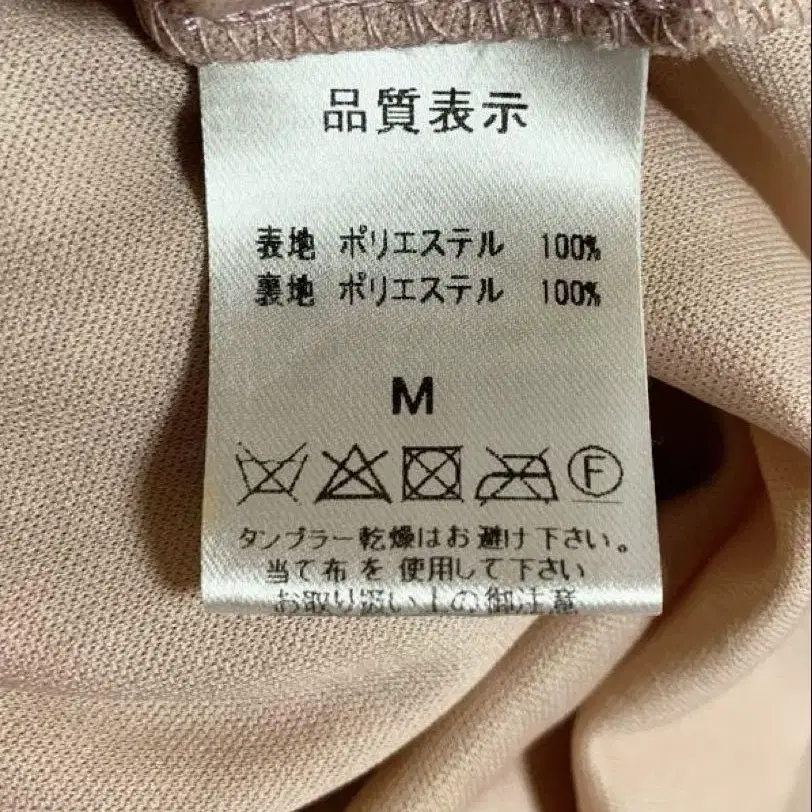 品質表示
表地 ポリエステル 100%
裏地 ポリエステル 100%
M
F
タンブラー乾燥はお避け下さい。
当て布を使用して下さい
お取り扱い上の御注意